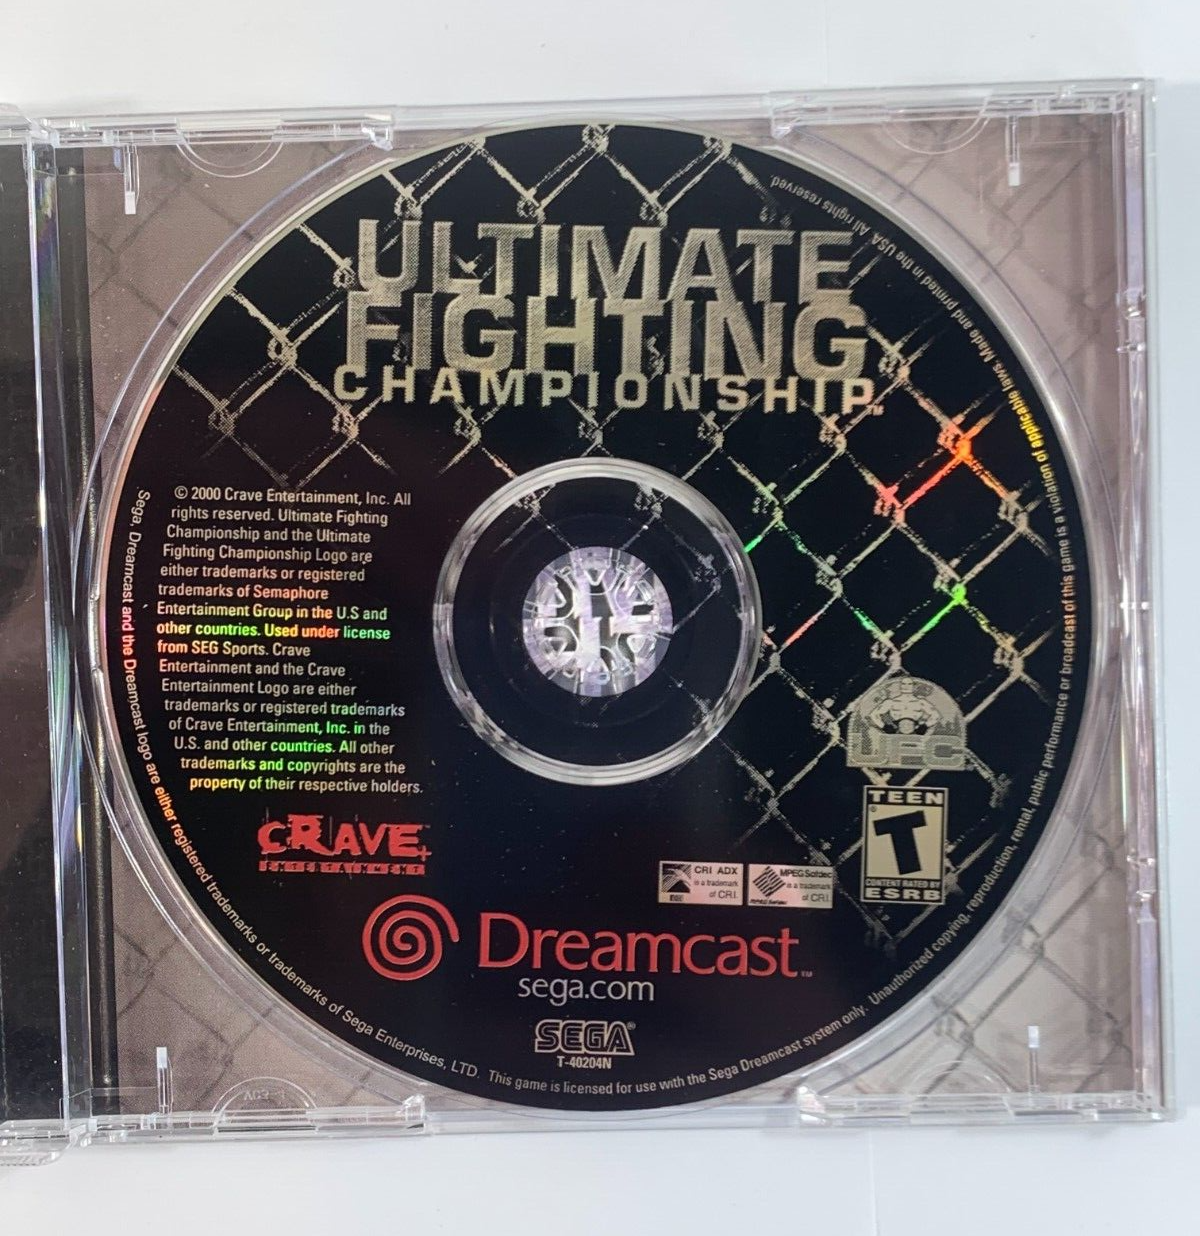 ULTIMATE
FIGHTING
CHAMPIONSHIP™
© 2000 Crave Entertainment, Inc. All
rights reserved. Ultimate Fighting
Championship and the Ultimate
Fighting Championship Logo are
either trademarks or registered
trademarks of Semaphore
Entertainment Group in the U.S and
other countries. Used under license
from SEG Sports. Crave
Entertainment and the Crave
Entertainment Logo are either
trademarks or registered trademarks
of Crave Entertainment, Inc. in the
U.S. and other countries. All other
trademarks and copyrights are the
property of their respective holders.
CRAVE
ENTERTAINMENT
UFC
TEEN
T
CONTENT RATED BY
ESRB
CRI ADX
is a trademark
of CRI.
MPEG Sofdec
is a trademark
of CRI.
Dreamcast™
sega.com
SEGA®
T-40204N
Sega, Dreamcast and the Dreamcast logo are either registered trademarks or trademarks of Sega Enterprises, LTD. This game is licensed for use with the Sega Dreamcast system only. Unauthorized copying, reproduction, rental, public performance or broadcast of this game is a violation of applicable laws. Made and printed in the USA. All rights reserved.